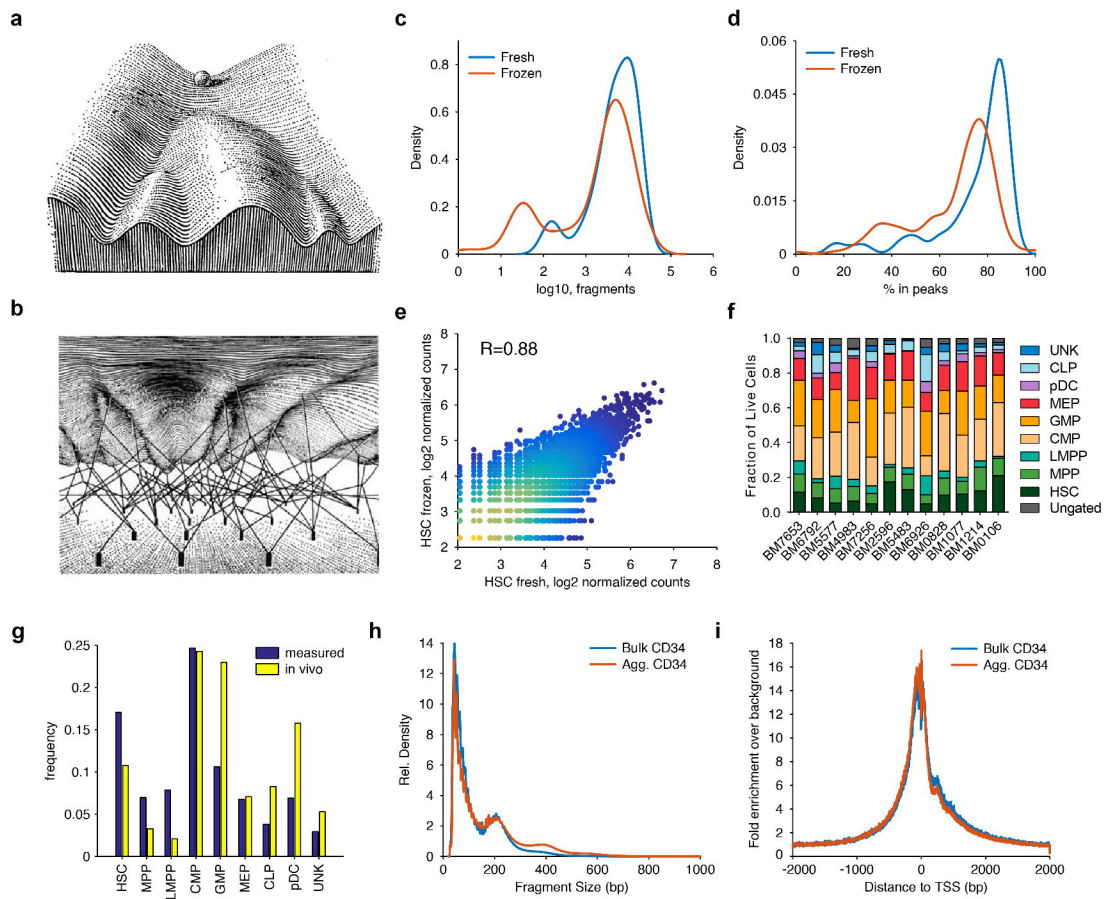 a
b
c
Fresh
Frozen
0.8
0.6
0.4
0.2
0
Density
0 1 2 3 4 5 6
log10, fragments
d
Fresh
Frozen
0.06
0.045
0.03
0.015
0
Density
0 20 40 60 80 100
% in peaks
e
R=0.88
8
7
6
5
4
3
2
HSC frozen, log2 normalized counts
2 3 4 5 6 7 8
HSC fresh, log2 normalized counts
f
1.0
0.8
0.6
0.4
0.2
0.0
Fraction of Live Cells
BM7653
BM6792
BM5577
BM4983
BM7256
BM2596
BM5483
BM6926
BM0828
BM1077
BM1214
BM0106
UNK
CLP
pDC
MEP
GMP
CMP
LMPP
MPP
HSC
Ungated
g
measured
in vivo
0.25
0.2
0.15
0.1
0.05
0
frequency
HSC
MPP
LMPP
CMP
GMP
MEP
CLP
pDC
UNK
h
Bulk CD34
Agg. CD34
14
12
10
8
6
4
2
0
Rel. Density
0 200 400 600 800 1000
Fragment Size (bp)
i
Bulk CD34
Agg. CD34
18
16
14
12
10
8
6
4
2
0
Fold enrichment over background
-2000 -1000 0 1000 2000
Distance to TSS (bp)